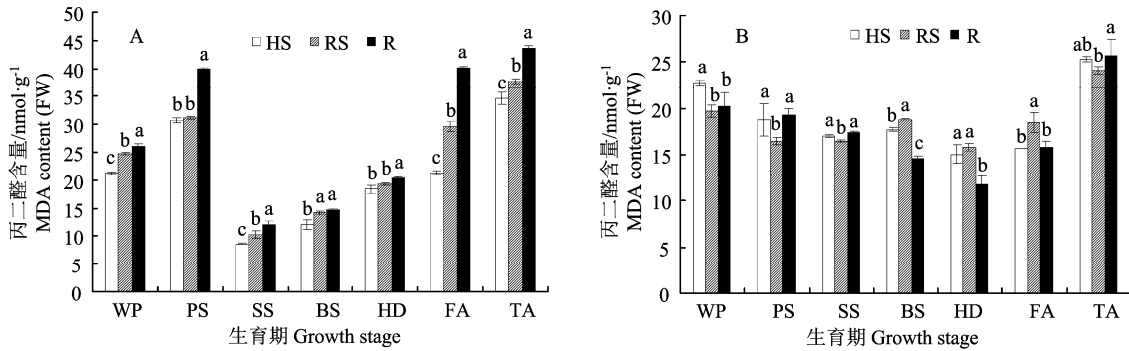 丙二醛含量/nmol·g⁻¹
MDA content (FW)
50
45
40
35
30
25
20
15
10
5
0
A
HS RS R
c b a
b b a
c b a
b a a
b b a
c b a
c b a
WP PS SS BS HD FA TA
生育期 Growth stage
丙二醛含量/nmol·g⁻¹
MDA content (FW)
30
25
20
15
10
5
0
B
HS RS R
a b b
a b a
a b a
b a c
a a b
b a b
ab b a
WP PS SS BS HD FA TA
生育期 Growth stage